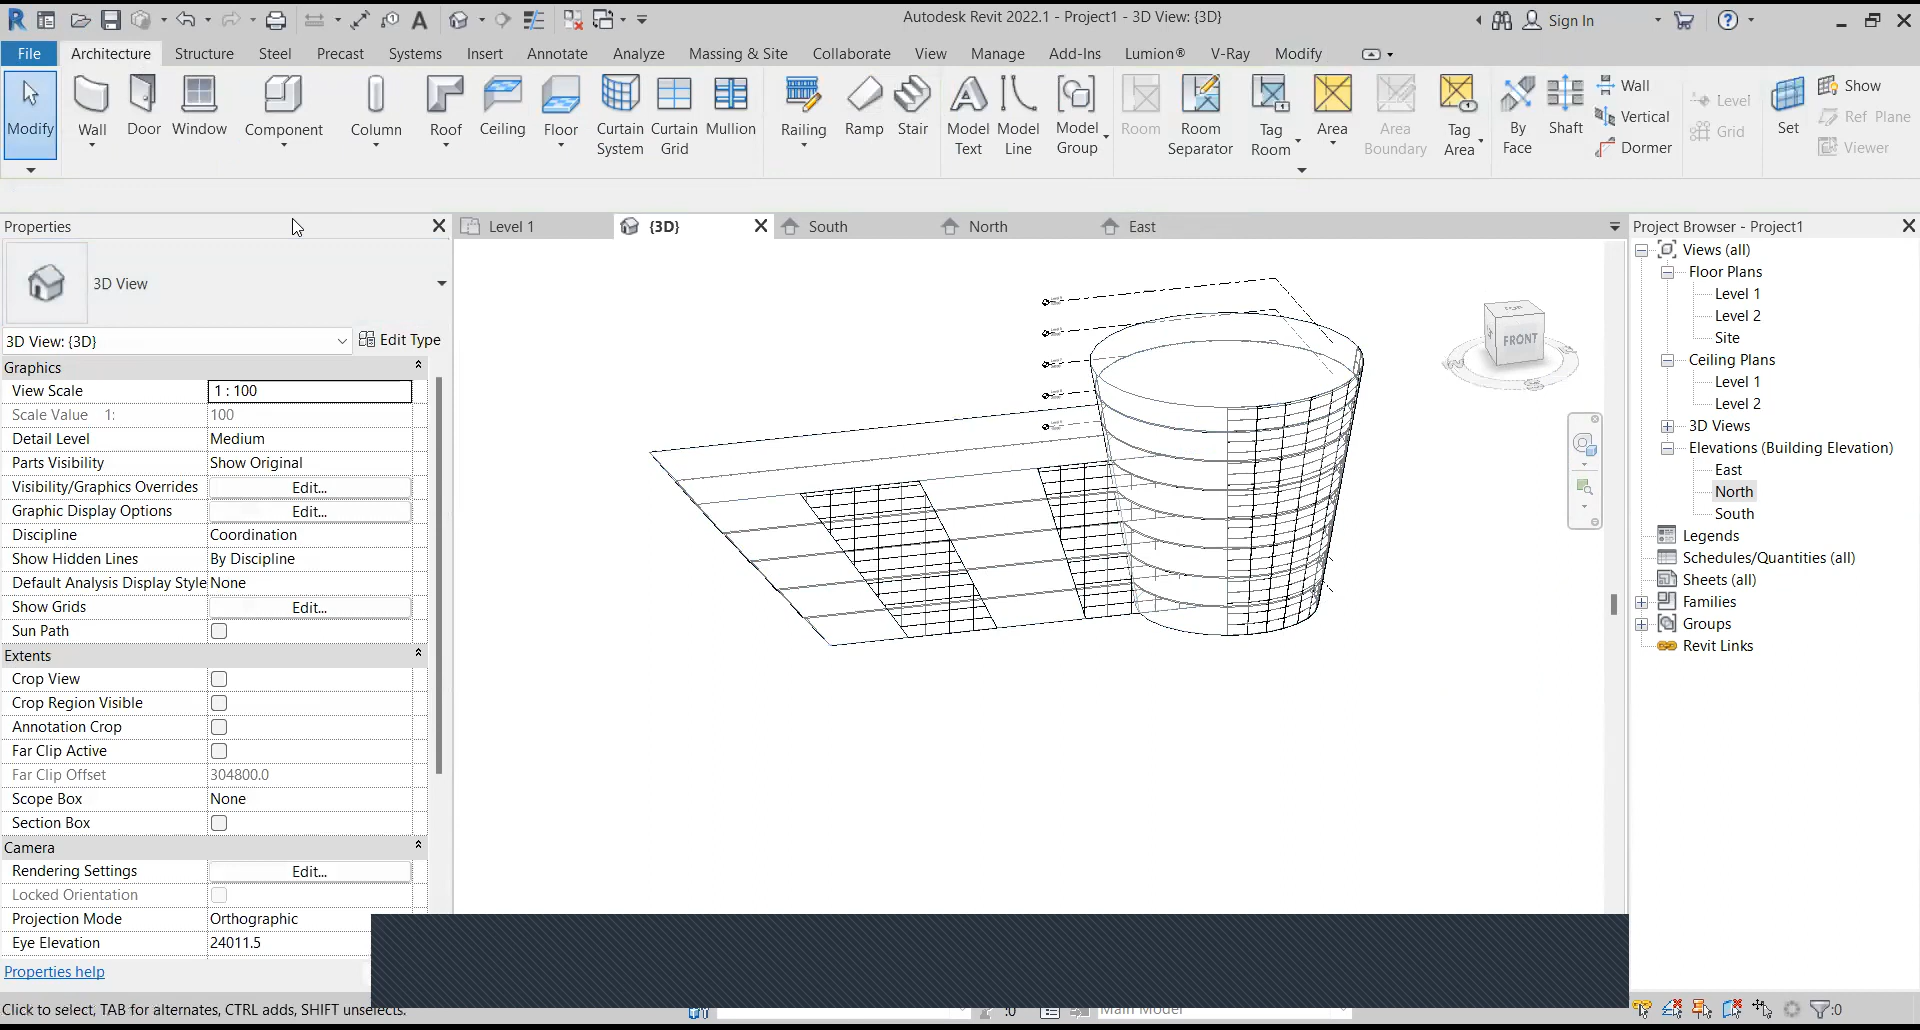 Autodesk Revit 2022.1 - Project1 - 3D View: {3D}
Sign In
File Architecture Structure Steel Precast Systems Insert Annotate Analyze Massing & Site Collaborate View Manage Add-Ins Lumion® V-Ray Modify
Modify Wall Door Window Component Column Roof Ceiling Floor Curtain System Curtain Grid Mullion Railing Ramp Stair Model Text Model Line Model Group Room Room Separator Tag Room Area Area Boundary Tag Area By Face Shaft Wall Vertical Dormer Level Grid Set Show Ref Plane Viewer
Properties
Level 1
{3D}
South
North
East
Project Browser - Project1
3D View
3D View: {3D}
Edit Type
Graphics
View Scale 1 : 100
Scale Value 1: 100
Detail Level Medium
Parts Visibility Show Original
Visibility/Graphics Overrides Edit...
Graphic Display Options Edit...
Discipline Coordination
Show Hidden Lines By Discipline
Default Analysis Display Style None
Show Grids Edit...
Sun Path
Extents
Crop View
Crop Region Visible
Annotation Crop
Far Clip Active
Far Clip Offset 304800.0
Scope Box None
Section Box
Camera
Rendering Settings Edit...
Locked Orientation
Projection Mode Orthographic
Eye Elevation 24011.5
Properties help
Click to select, TAB for alternates, CTRL adds, SHIFT unselects.
TOP
FRONT
Views (all)
Floor Plans
Level 1
Level 2
Site
Ceiling Plans
Level 1
Level 2
3D Views
Elevations (Building Elevation)
East
North
South
Legends
Schedules/Quantities (all)
Sheets (all)
Families
Groups
Revit Links
:0
Main Model
:0